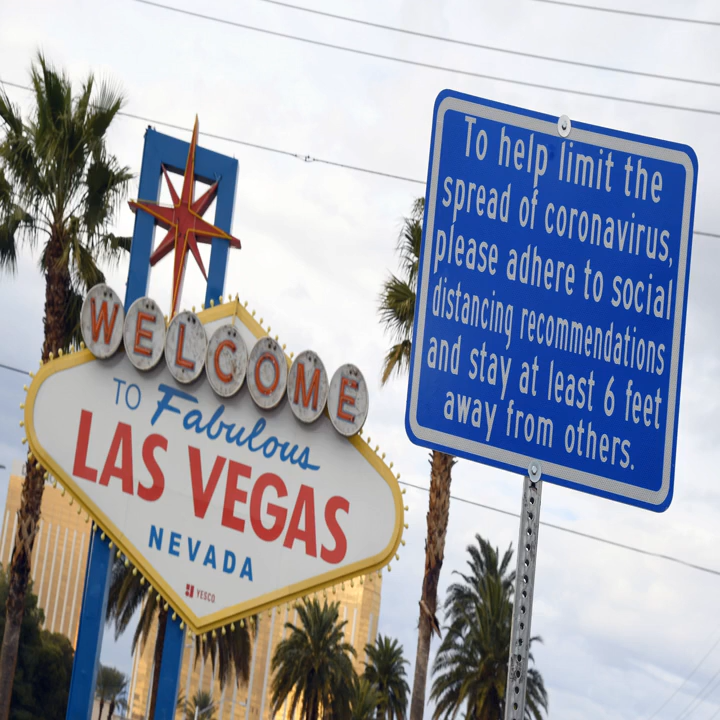 WELCOME
TO Fabulous
LAS VEGAS
NEVADA
YESCO
To help limit the
spread of coronavirus,
please adhere to social
distancing recommendations
and stay at least 6 feet
away from others.